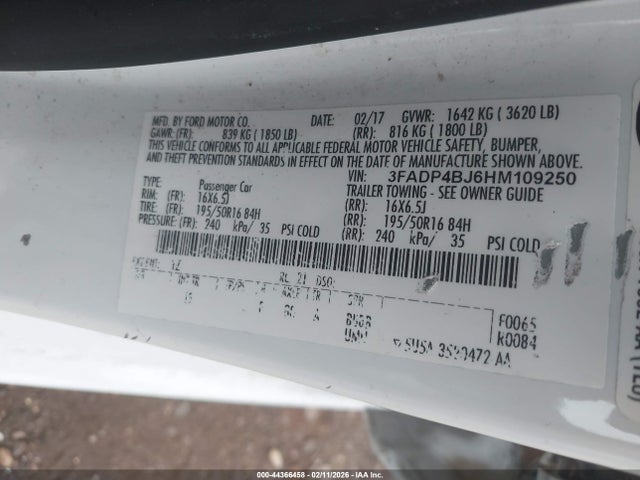 MFD. BY FORD MOTOR CO. DATE: 02/17 GVWR: 1642 KG ( 3620 LB)
GAWR: (FR): 839 KG ( 1850 LB) (RR): 816 KG ( 1800 LB)
THIS VEHICLE CONFORMS TO ALL APPLICABLE FEDERAL MOTOR VEHICLE SAFETY, BUMPER,
AND THEFT PREVENTION STANDARDS IN EFFECT ON THE DATE OF MANUFACTURE SHOWN ABOVE.
VIN: 3FADP4BJ6HM109250
TYPE: Passenger Car TRAILER TOWING - SEE OWNER GUIDE
RIM: (FR): 16X6.5J (RR): 16X6.5J
TIRE: (FR): 195/50R16 84H (RR): 195/50R16 84H
PRESSURE: (FR): 240 kPa/ 35 PSI COLD (RR): 240 kPa/ 35 PSI COLD
YZ RC: 21 DSO:
F0065
R0084
000-44366458 - 02/11/2026 - IAA Inc.